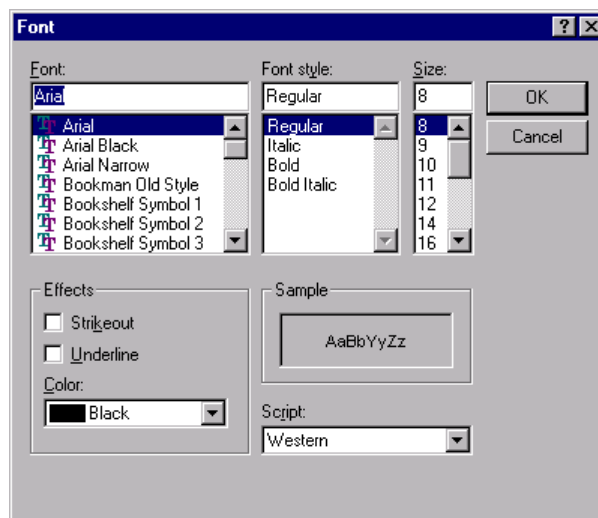 Font
Font:
Arial
Arial
Arial Black
Arial Narrow
Bookman Old Style
Bookshelf Symbol 1
Bookshelf Symbol 2
Bookshelf Symbol 3
Font style:
Regular
Regular
Italic
Bold
Bold Italic
Size:
8
8
9
10
11
12
14
16
OK
Cancel
Effects
Strikeout
Underline
Color:
Black
Sample
AaBbYyZz
Script:
Western